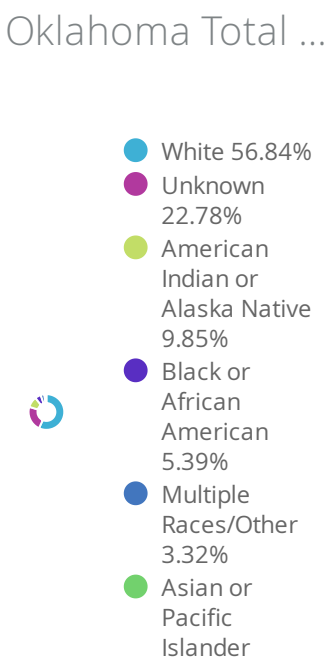 Oklahoma Total ...
White 56.84%
Unknown
22.78%
American
Indian or
Alaska Native
9.85%
Black or
African
American
5.39%
Multiple
Races/Other
3.32%
Asian or
Pacific
Islander